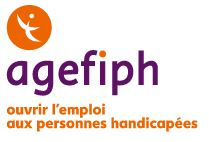 agefiph
ouvrir l'emploi
aux personnes handicapées